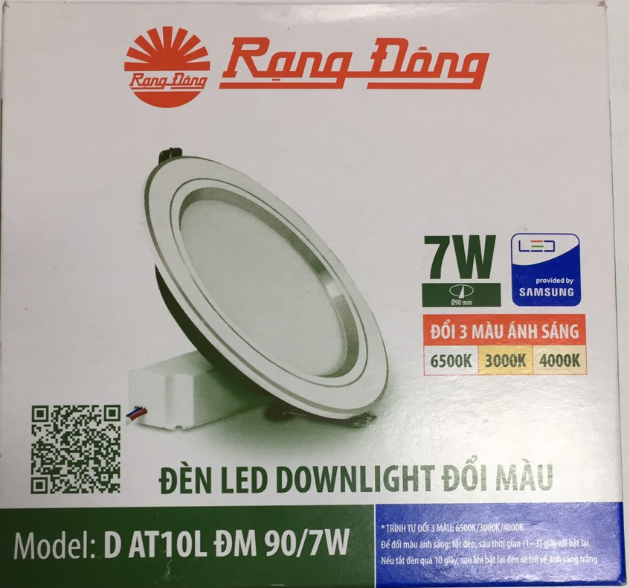 Rạng Đông
Rạng Đông
7W
LED
Ø90 mm
provided by
SAMSUNG
ĐỔI 3 MÀU ÁNH SÁNG
6500K 3000K 4000K
ĐÈN LED DOWNLIGHT ĐỔI MÀU
Model: D AT10L ĐM 90/7W
*TRÌNH TỰ ĐỔI 3 MÀU: 6500K/3000K/4000K
Để đổi màu ánh sáng: tắt đèn, sau thời gian (1~3) giây rồi bật lại.
Nếu tắt đèn quá 10 giây, sau khi bật lại đèn sẽ trở về ánh sáng trắng